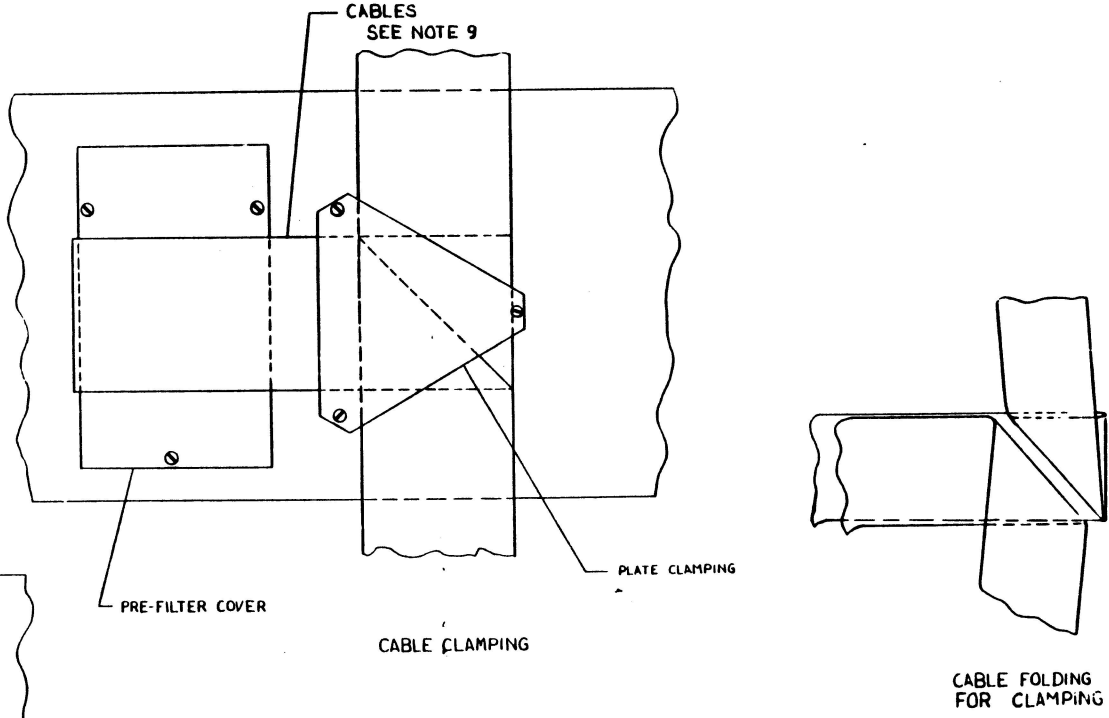 CABLES
SEE NOTE 9
PLATE CLAMPING
PRE-FILTER COVER
CABLE CLAMPING
CABLE FOLDING
FOR CLAMPING